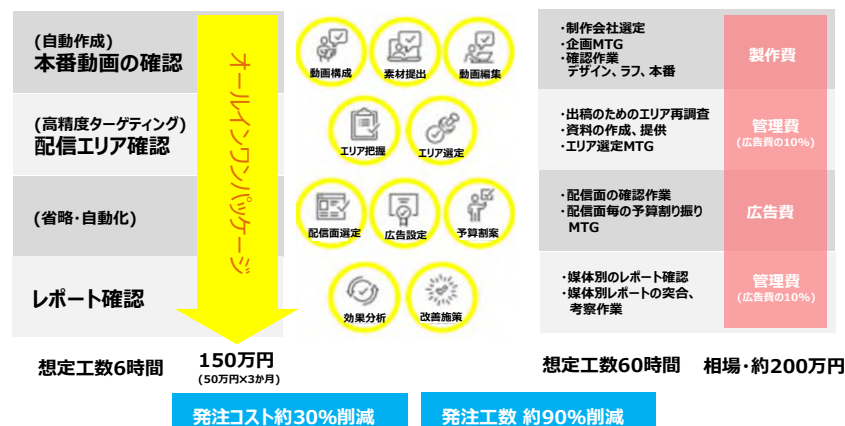 (自動作成)
本番動画の確認
(高精度ターゲティング)
配信エリア確認
(省略・自動化)
レポート確認
オールインワンパッケージ
想定工数6時間
150万円
(50万円×3か月)
動画構成
素材提出
動画編集
エリア把握
エリア選定
配信面選定
広告設定
予算割案
効果分析
改善施策
・制作会社選定
・企画MTG
・確認作業
デザイン、ラフ、本番
製作費
・出稿のためのエリア再調査
・資料の作成、提供
・エリア選定MTG
管理費
(広告費の10%)
・配信面の確認作業
・配信面毎の予算割り振り
MTG
広告費
・媒体別のレポート確認
・媒体別レポートの突合、
考察作業
管理費
(広告費の10%)
想定工数60時間
相場・約200万円
発注コスト約30%削減
発注工数 約90%削減